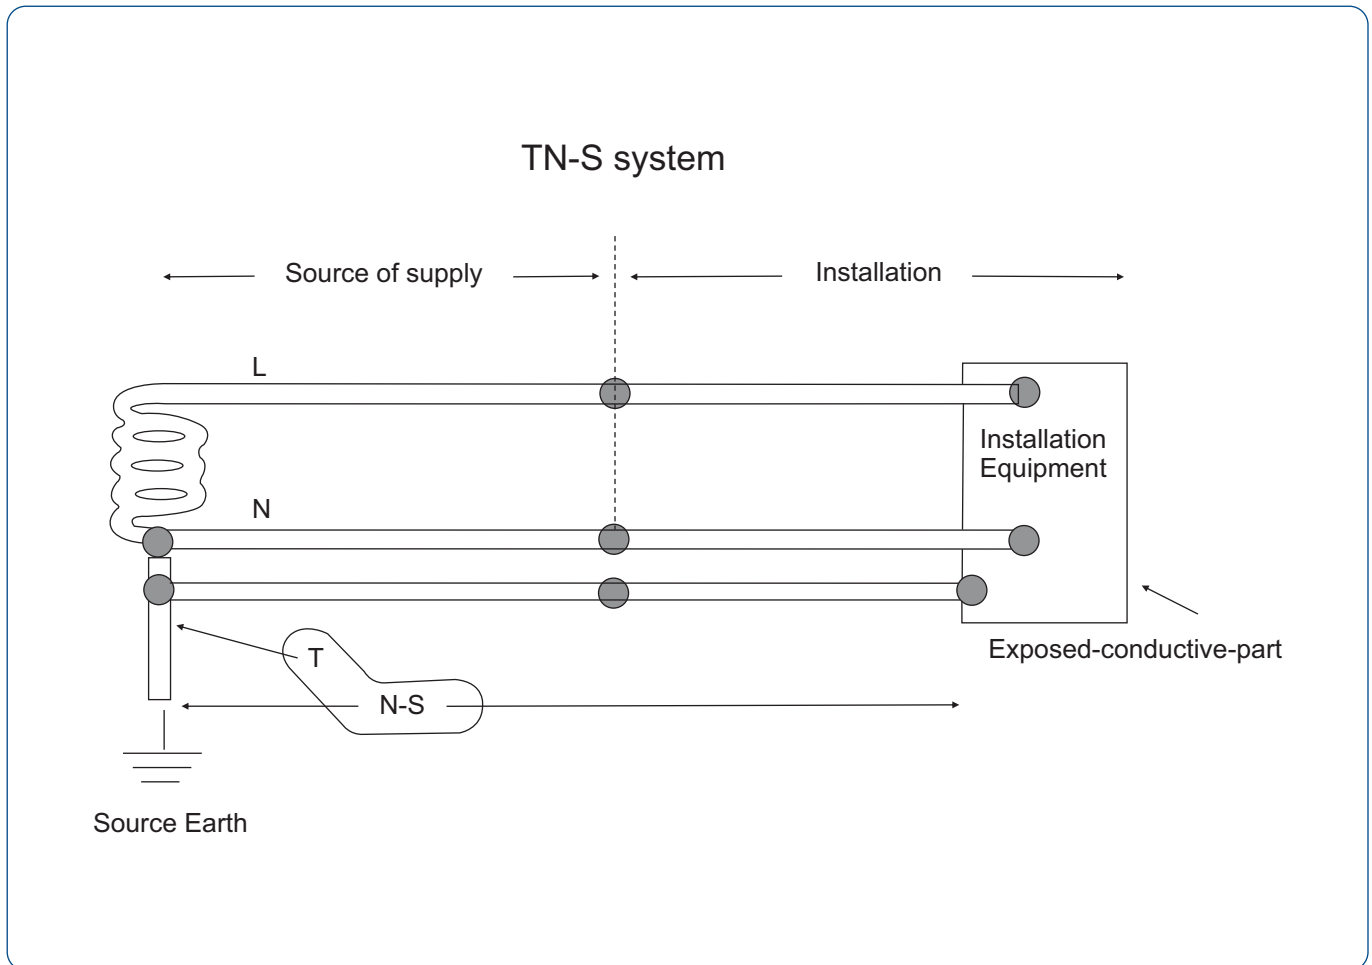 TN-S system
Source of supply
Installation
L
Installation
Equipment
N
Exposed-conductive-part
T
N-S
Source Earth